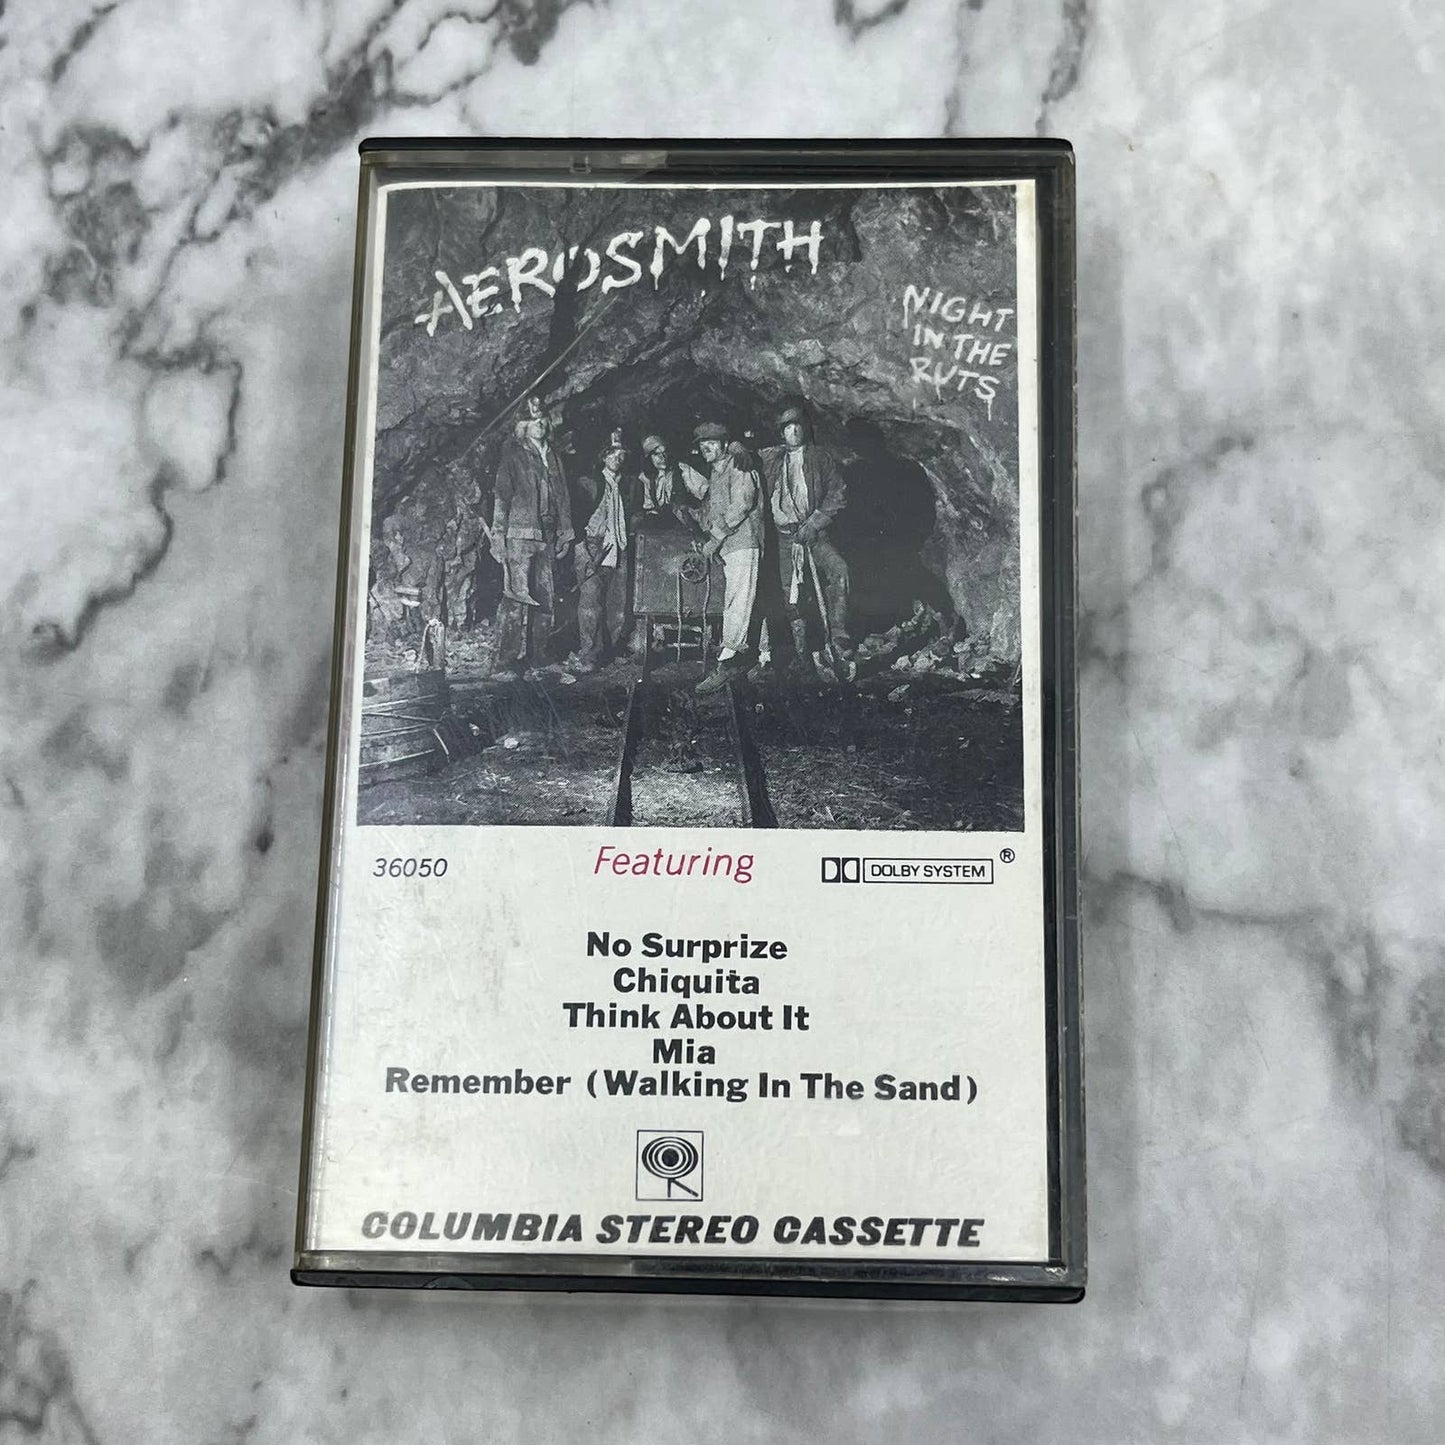 AEROSMITH
NIGHT
IN THE
RUTS
36050
Featuring
DOLBY SYSTEM ®
No Surprize
Chiquita
Think About It
Mia
Remember (Walking In The Sand)
COLUMBIA STEREO CASSETTE